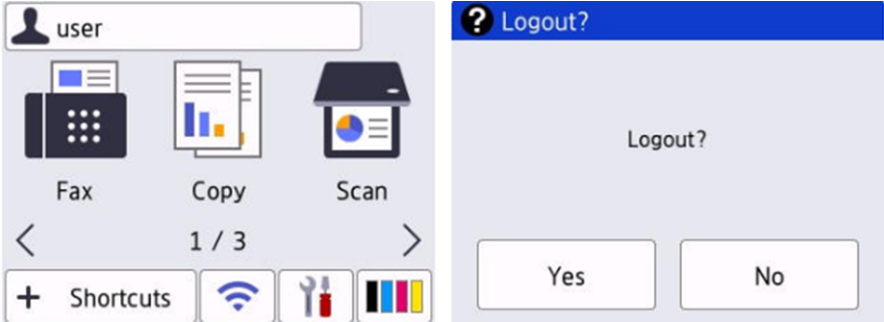 user
Fax Copy Scan
1 / 3
+ Shortcuts
? Logout?
Logout?
Yes No